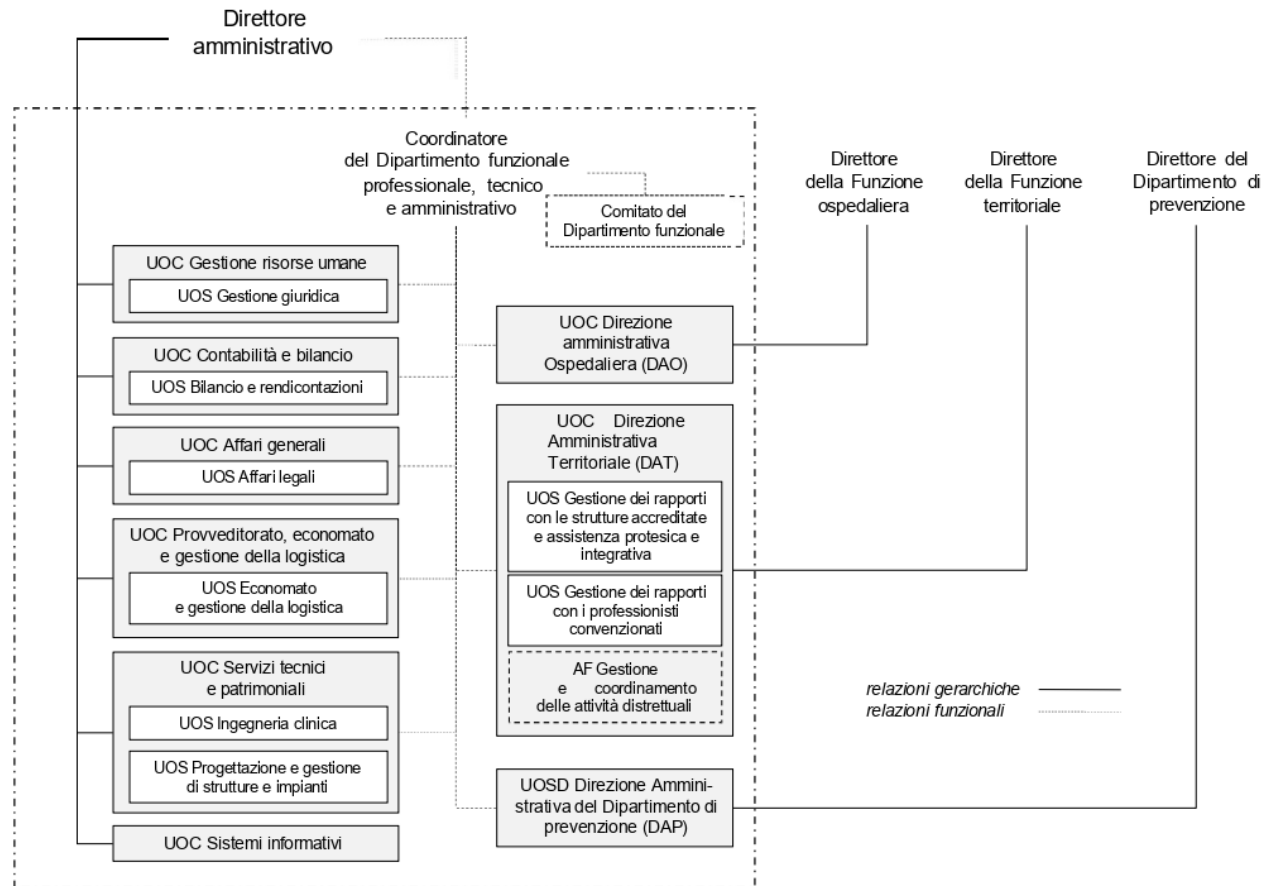 Direttore
amministrativo
Coordinatore
del Dipartimento funzionale
professionale, tecnico
e amministrativo
Comitato del
Dipartimento funzionale
Direttore
della Funzione
ospedaliera
Direttore
della Funzione
territoriale
Direttore del
Dipartimento di
prevenzione
UOC Gestione risorse umane
UOS Gestione giuridica
UOC Contabilità e bilancio
UOS Bilancio e rendicontazioni
UOC Affari generali
UOS Affari legali
UOC Provveditorato, economato
e gestione della logistica
UOS Economato
e gestione della logistica
UOC Servizi tecnici
e patrimoniali
UOS Ingegneria clinica
UOS Progettazione e gestione
di strutture e impianti
UOC Sistemi informativi
UOC Direzione
amministrativa
Ospedaliera (DAO)
UOC Direzione
Amministrativa
Territoriale (DAT)
UOS Gestione dei rapporti
con le strutture accreditate
e assistenza protesica e
integrativa
UOS Gestione dei rapporti
con i professionisti
convenzionati
AF Gestione
e coordinamento
delle attività distrettuali
UOSD Direzione Ammini-
strativa del Dipartimento di
prevenzione (DAP)
relazioni gerarchiche
relazioni funzionali